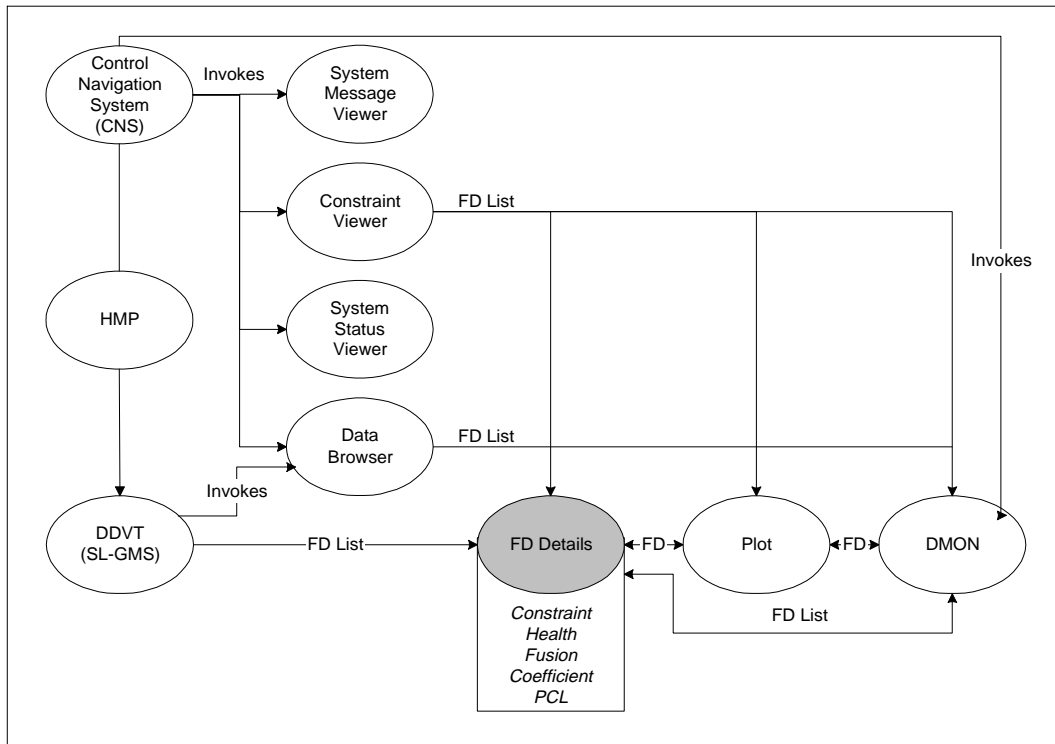 Control
Navigation
System
(CNS)
Invokes
System
Message
Viewer
Constraint
Viewer
FD List
Invokes
HMP
System
Status
Viewer
Data
Browser
FD List
Invokes
DDVT
(SL-GMS)
FD List
FD Details
FD
Plot
FD
DMON
FD List
Constraint
Health
Fusion
Coefficient
PCL